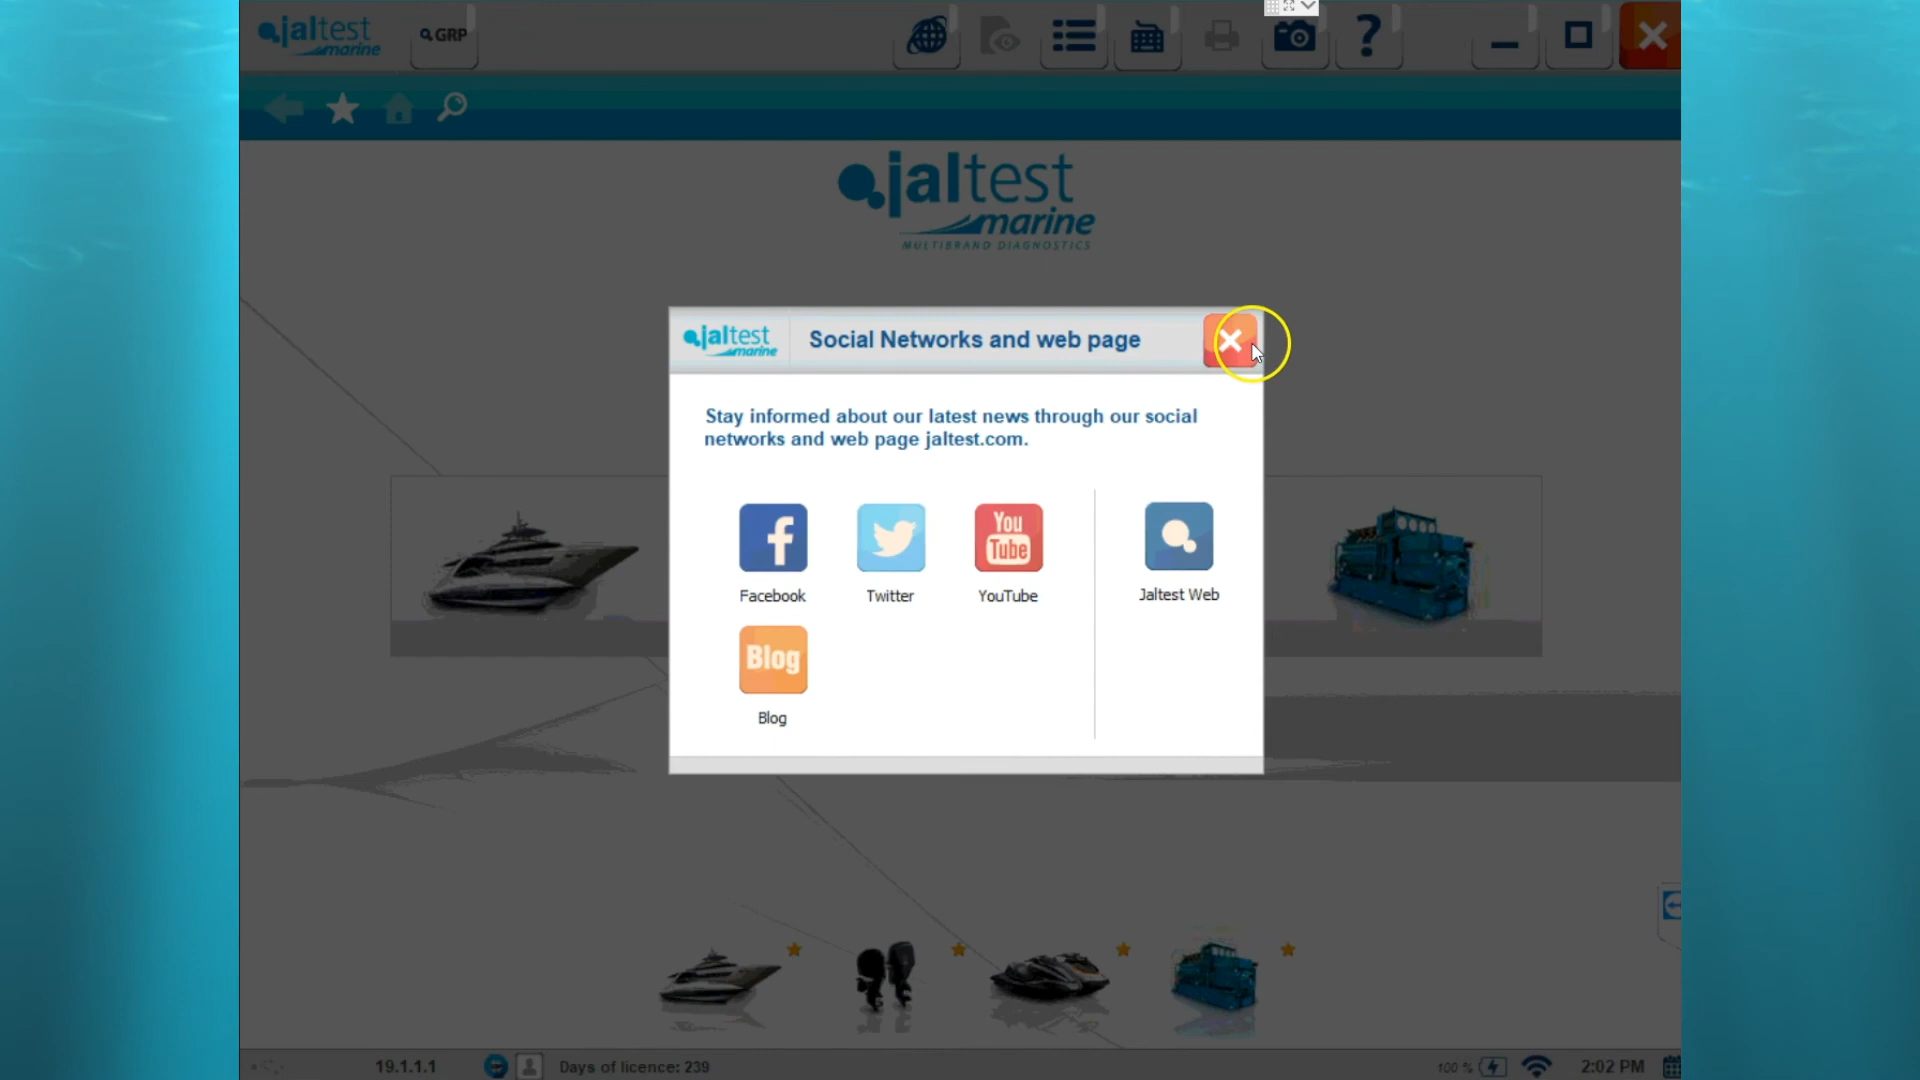 jaltest
marine
GRP
?
jaltest
marine
MULTIBRAND DIAGNOSTICS
jaltest
marine
Social Networks and web page
Stay informed about our latest news through our social
networks and web page jaltest.com.
f
You
Tube
Facebook
Twitter
YouTube
Jaltest Web
Blog
Blog
19.1.1.1
Days of licence: 239
100 %
2:02 PM